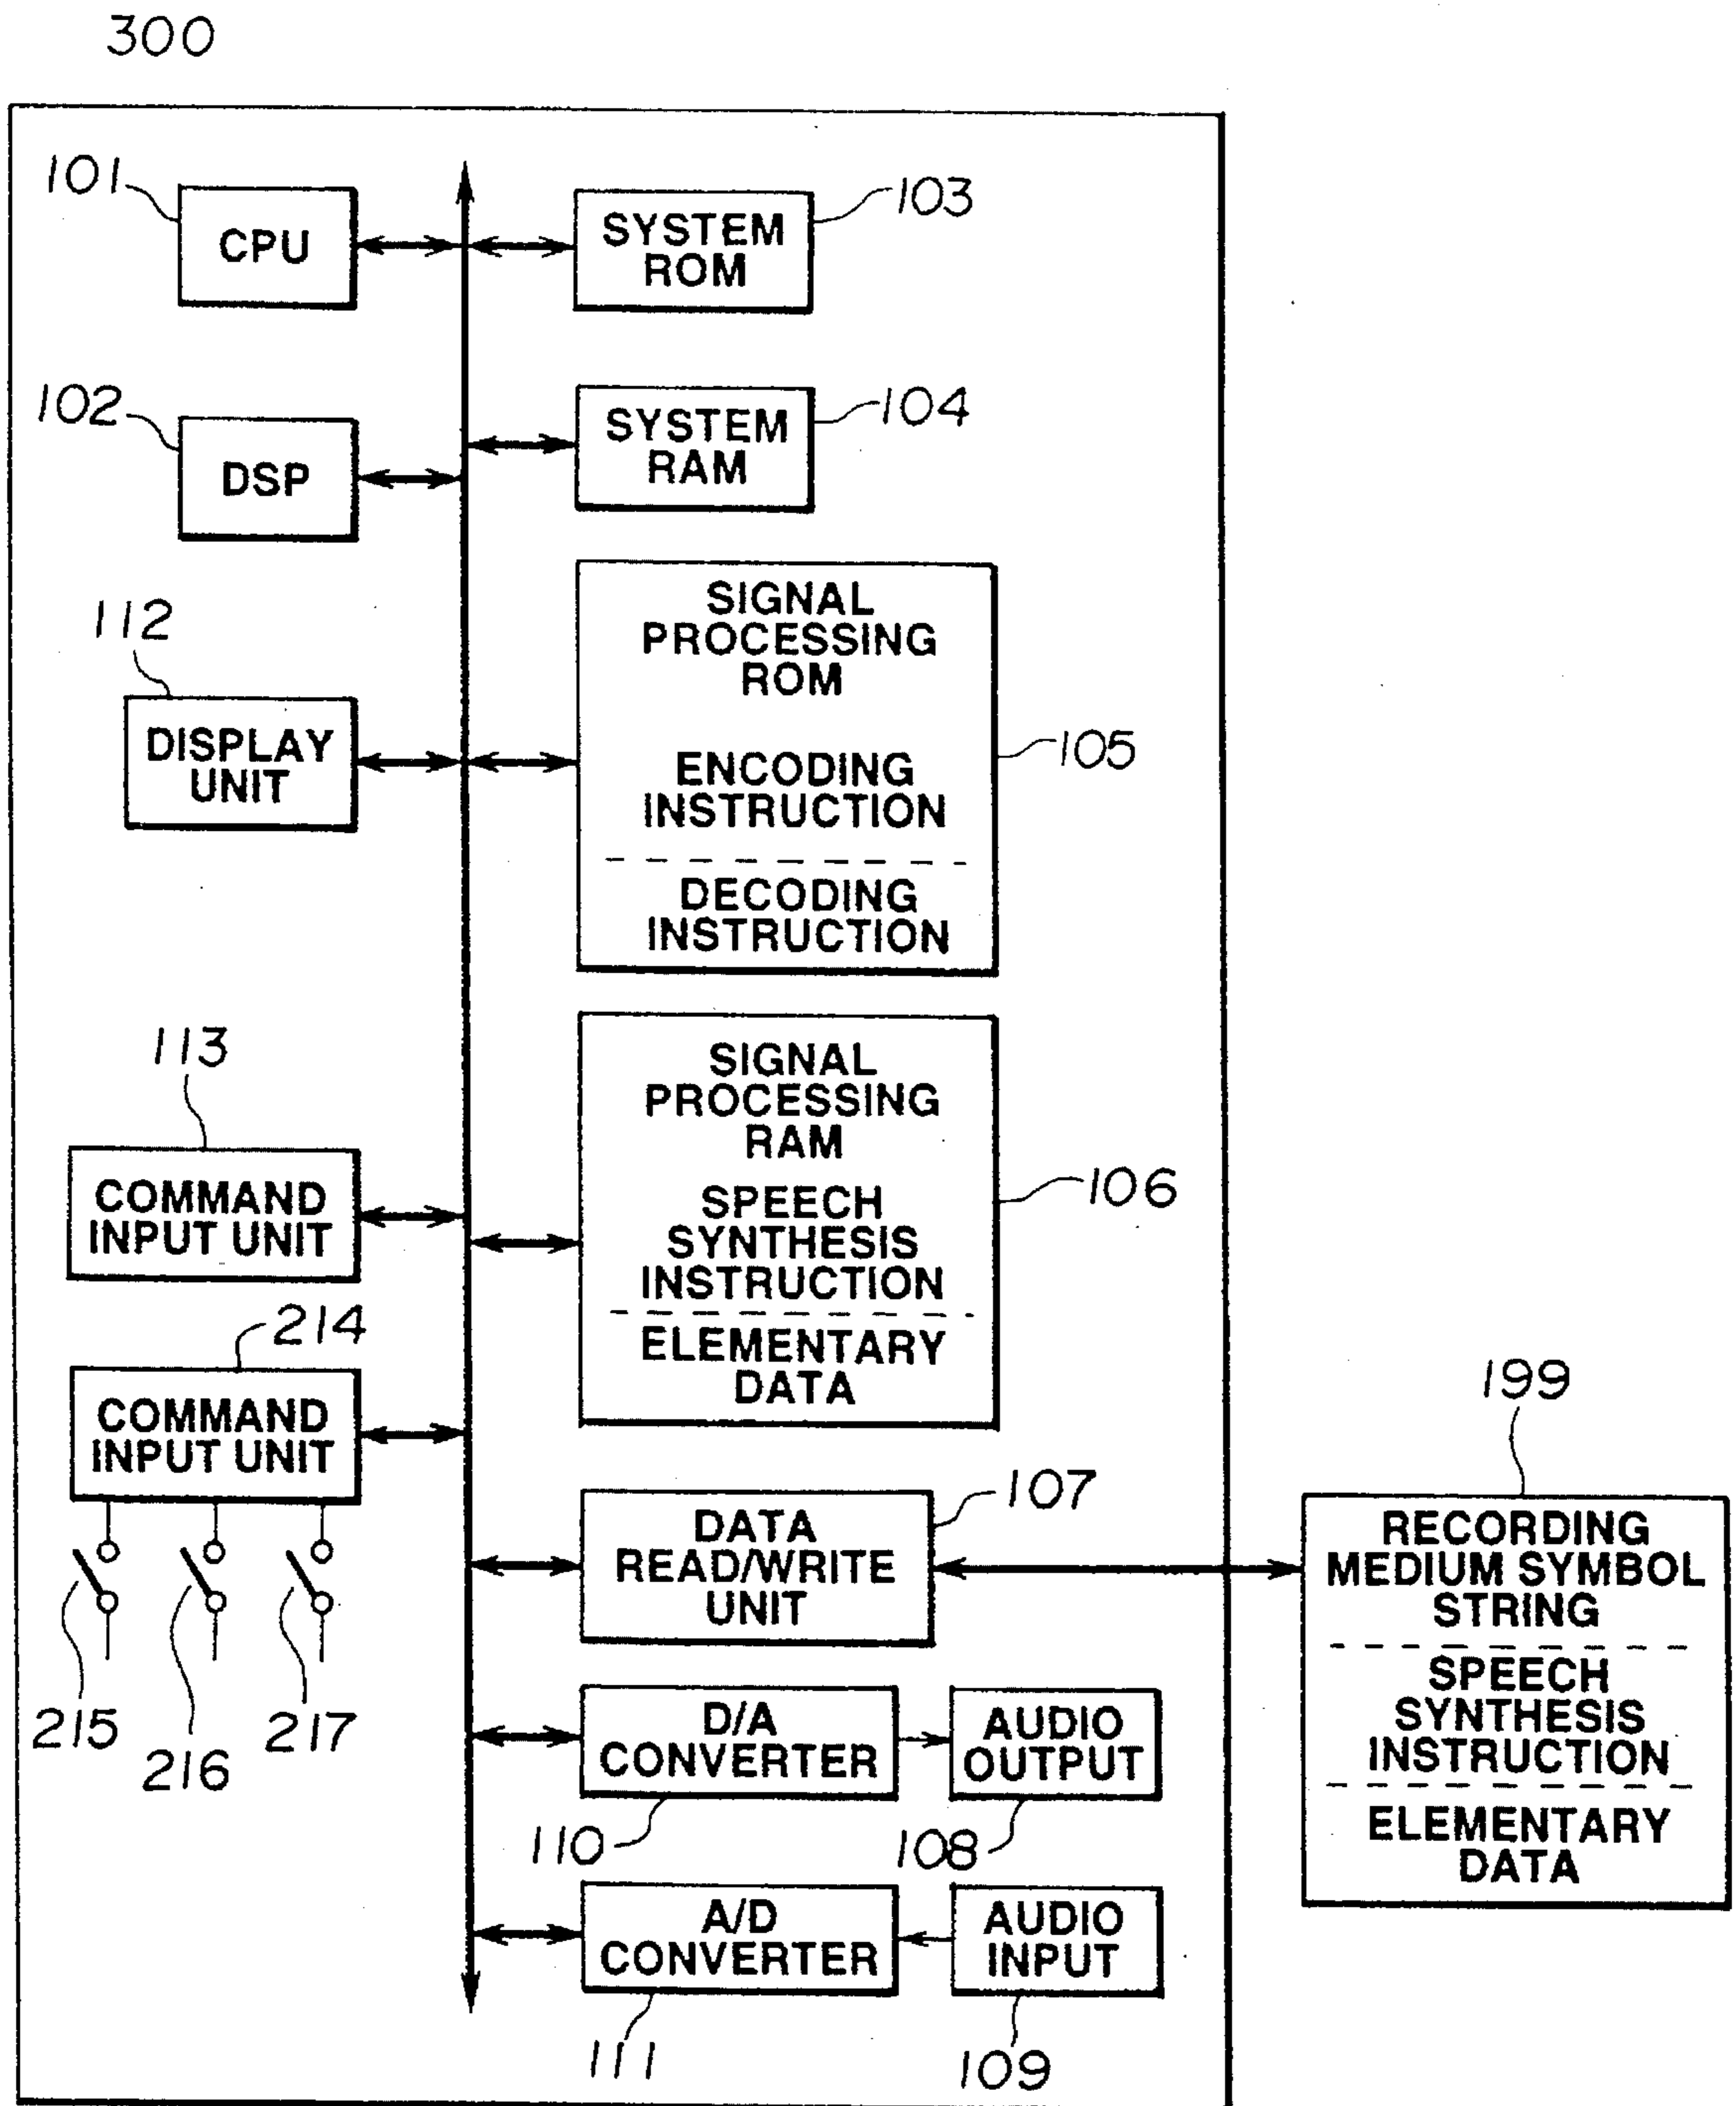 300
101
CPU
SYSTEM
ROM
103
102
DSP
SYSTEM
RAM
104
112
DISPLAY
UNIT
SIGNAL
PROCESSING
ROM
ENCODING
INSTRUCTION
DECODING
INSTRUCTION
105
113
COMMAND
INPUT UNIT
SIGNAL
PROCESSING
RAM
SPEECH
SYNTHESIS
INSTRUCTION
ELEMENTARY
DATA
106
214
COMMAND
INPUT UNIT
215
216
217
DATA
READ/WRITE
UNIT
107
199
RECORDING
MEDIUM SYMBOL
STRING
SPEECH
SYNTHESIS
INSTRUCTION
ELEMENTARY
DATA
D/A
CONVERTER
110
AUDIO
OUTPUT
108
A/D
CONVERTER
111
AUDIO
INPUT
109